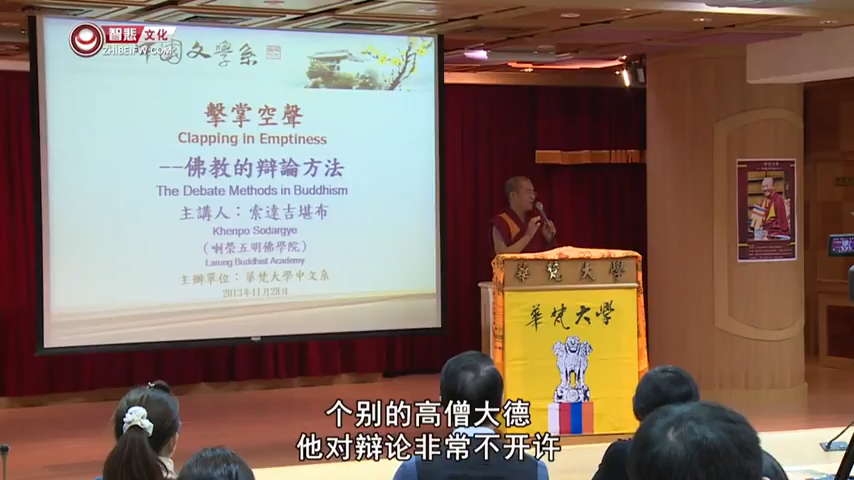 智悲文化
ZHIBEIFW.COM
國文學系
擊掌空聲
Clapping in Emptiness
--佛教的辯論方法
The Debate Methods in Buddhism
主講人：索達吉堪布
Khenpo Sodargye
（喇榮五明佛學院）
Larung Buddhist Academy
主辦單位：華梵大學中文系
2013年11月28日
華梵大學
華梵大學
个别的高僧大德
他对辩论非常不开许